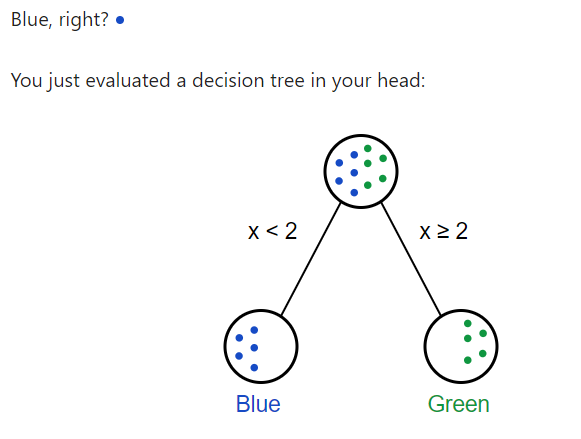 Blue, right?
You just evaluated a decision tree in your head:
x < 2
x ≥ 2
Blue
Green